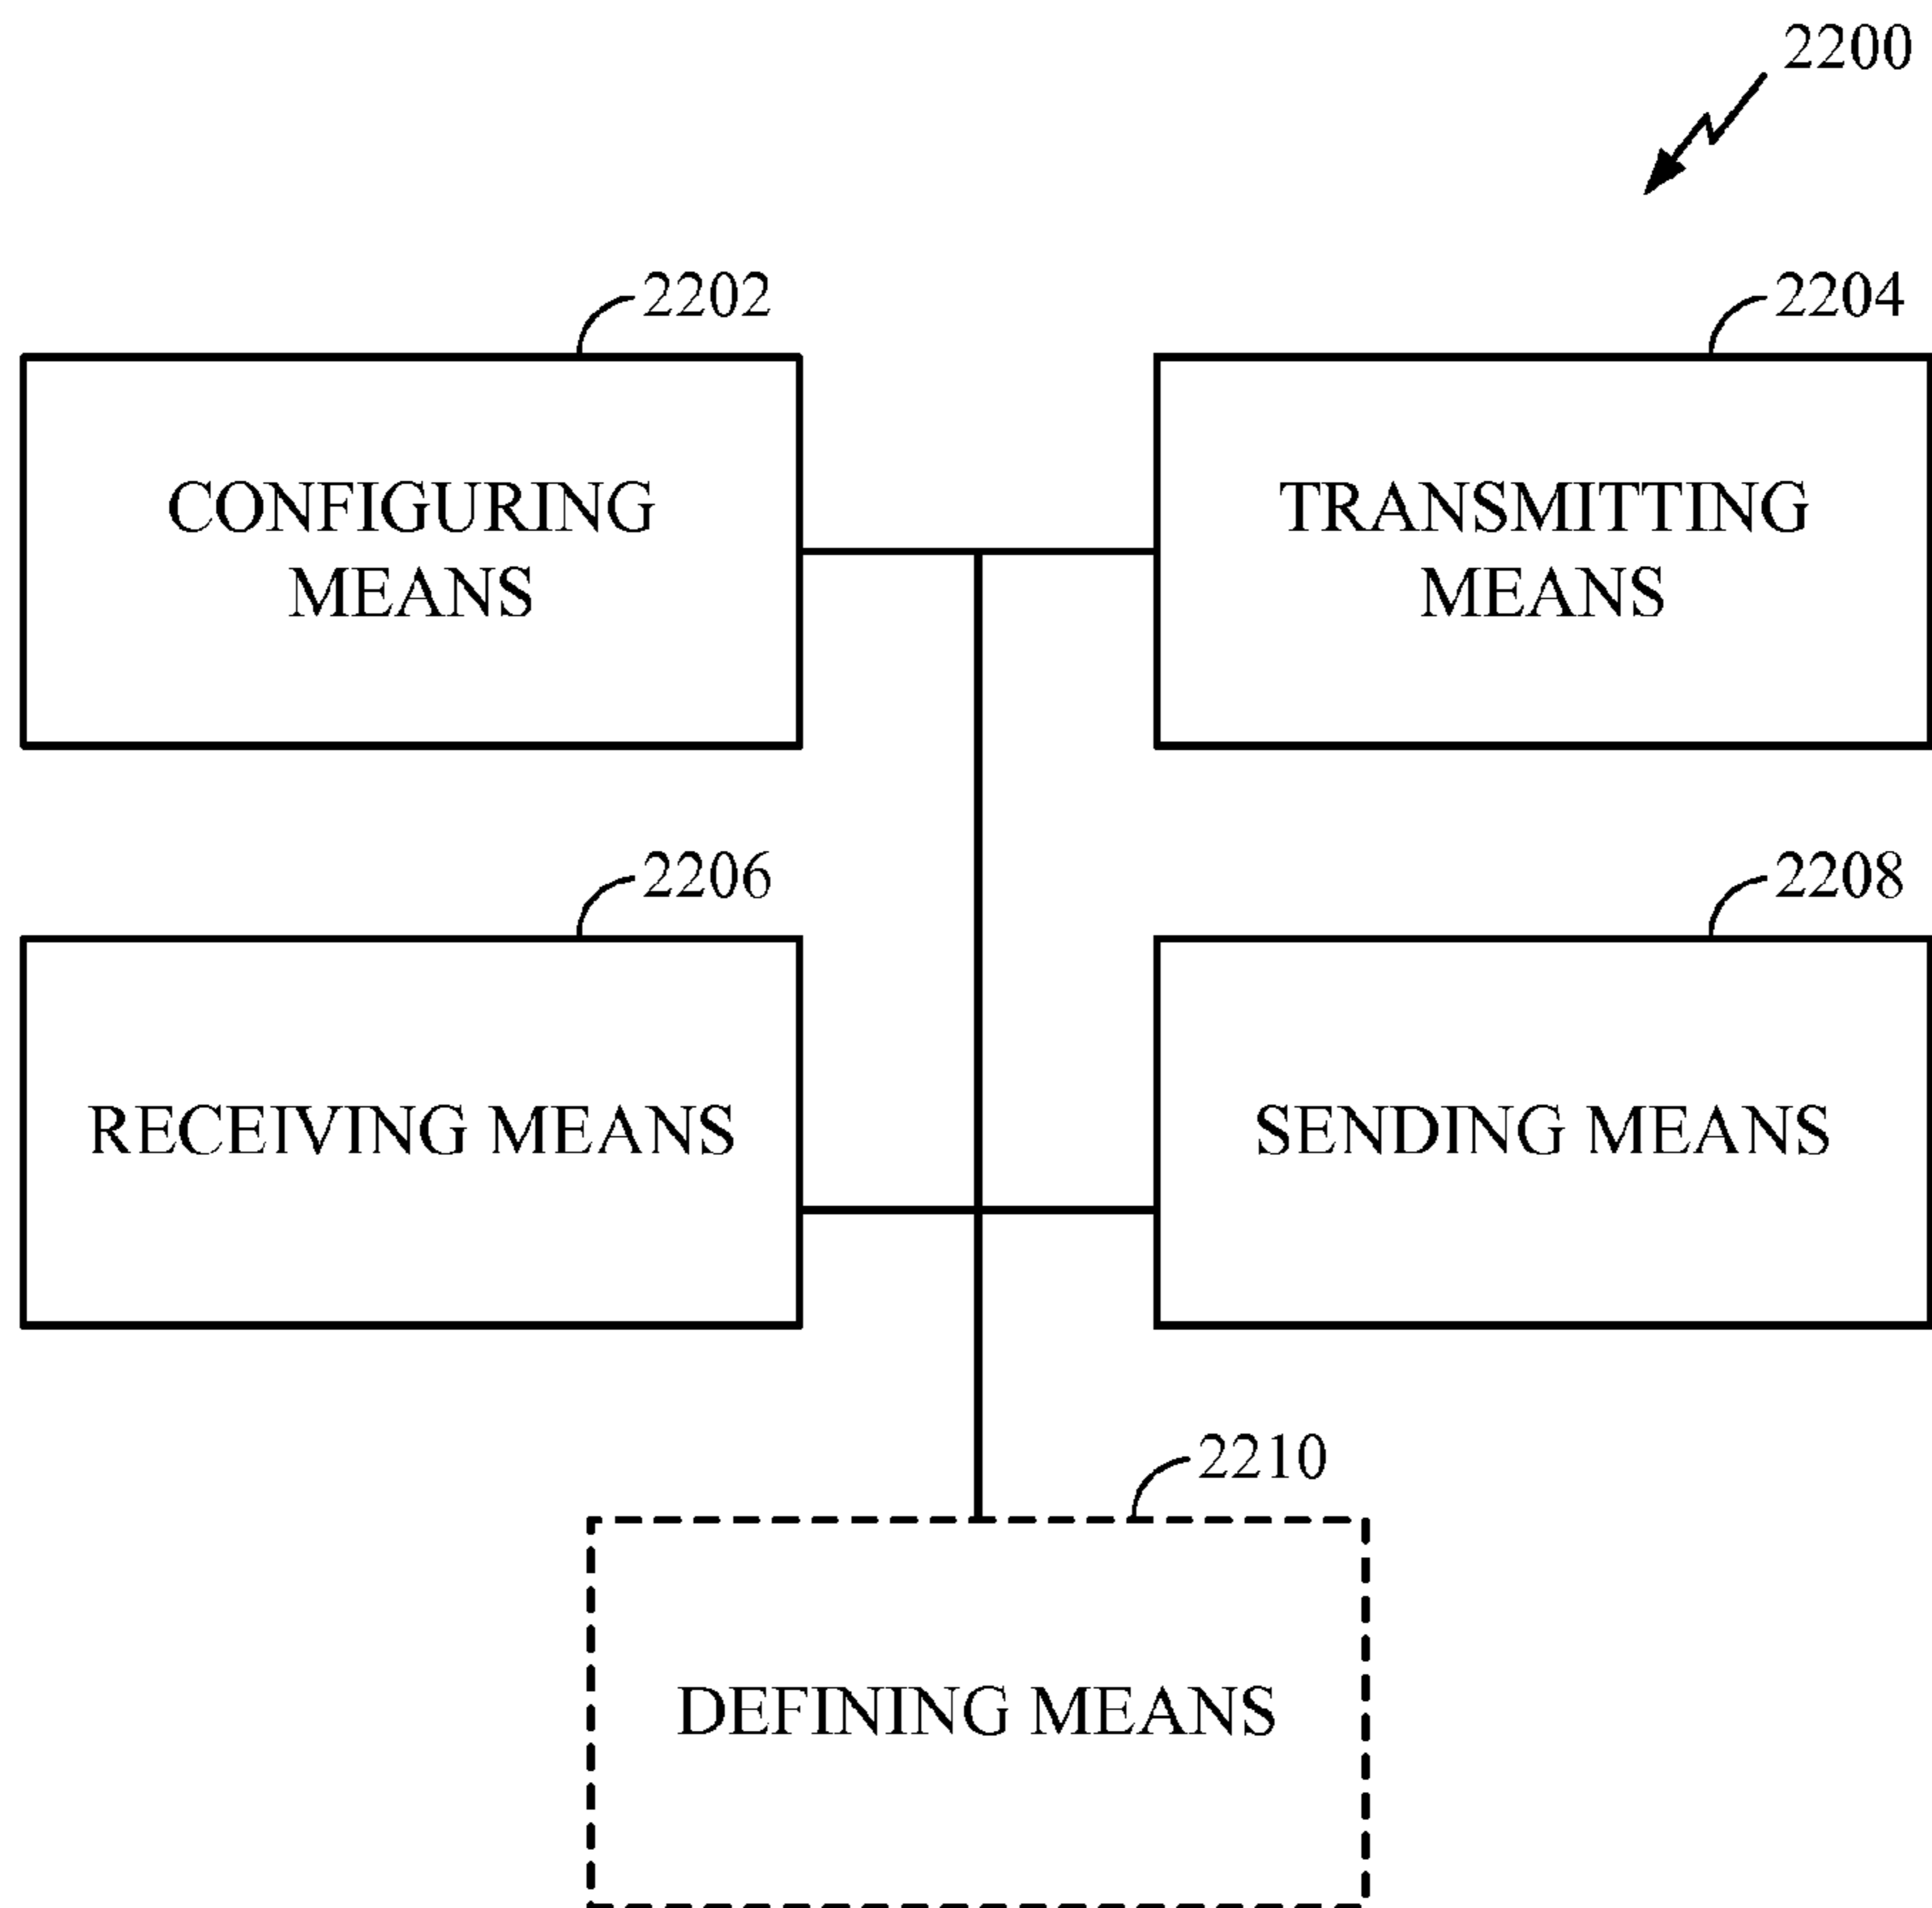 2200
2202
2204
CONFIGURING
MEANS
TRANSMITTING
MEANS
2206
2208
RECEIVING MEANS
SENDING MEANS
2210
DEFINING MEANS